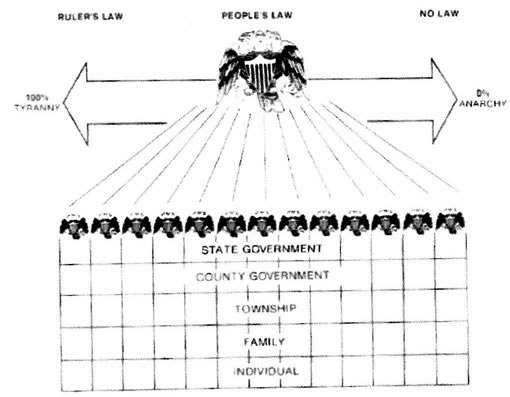 RULER'S LAW
PEOPLE'S LAW
NO LAW
100%
TYRANNY
0%
ANARCHY
STATE GOVERNMENT
COUNTY GOVERNMENT
TOWNSHIP
FAMILY
INDIVIDUAL